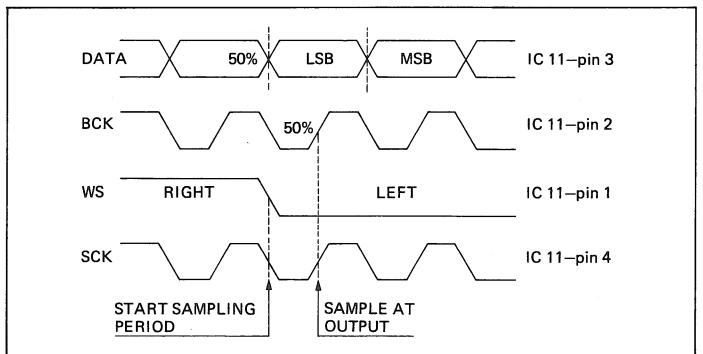 DATA 50% LSB MSB IC 11–pin 3
BCK 50% IC 11–pin 2
WS RIGHT LEFT IC 11–pin 1
SCK IC 11–pin 4
START SAMPLING PERIOD
SAMPLE AT OUTPUT